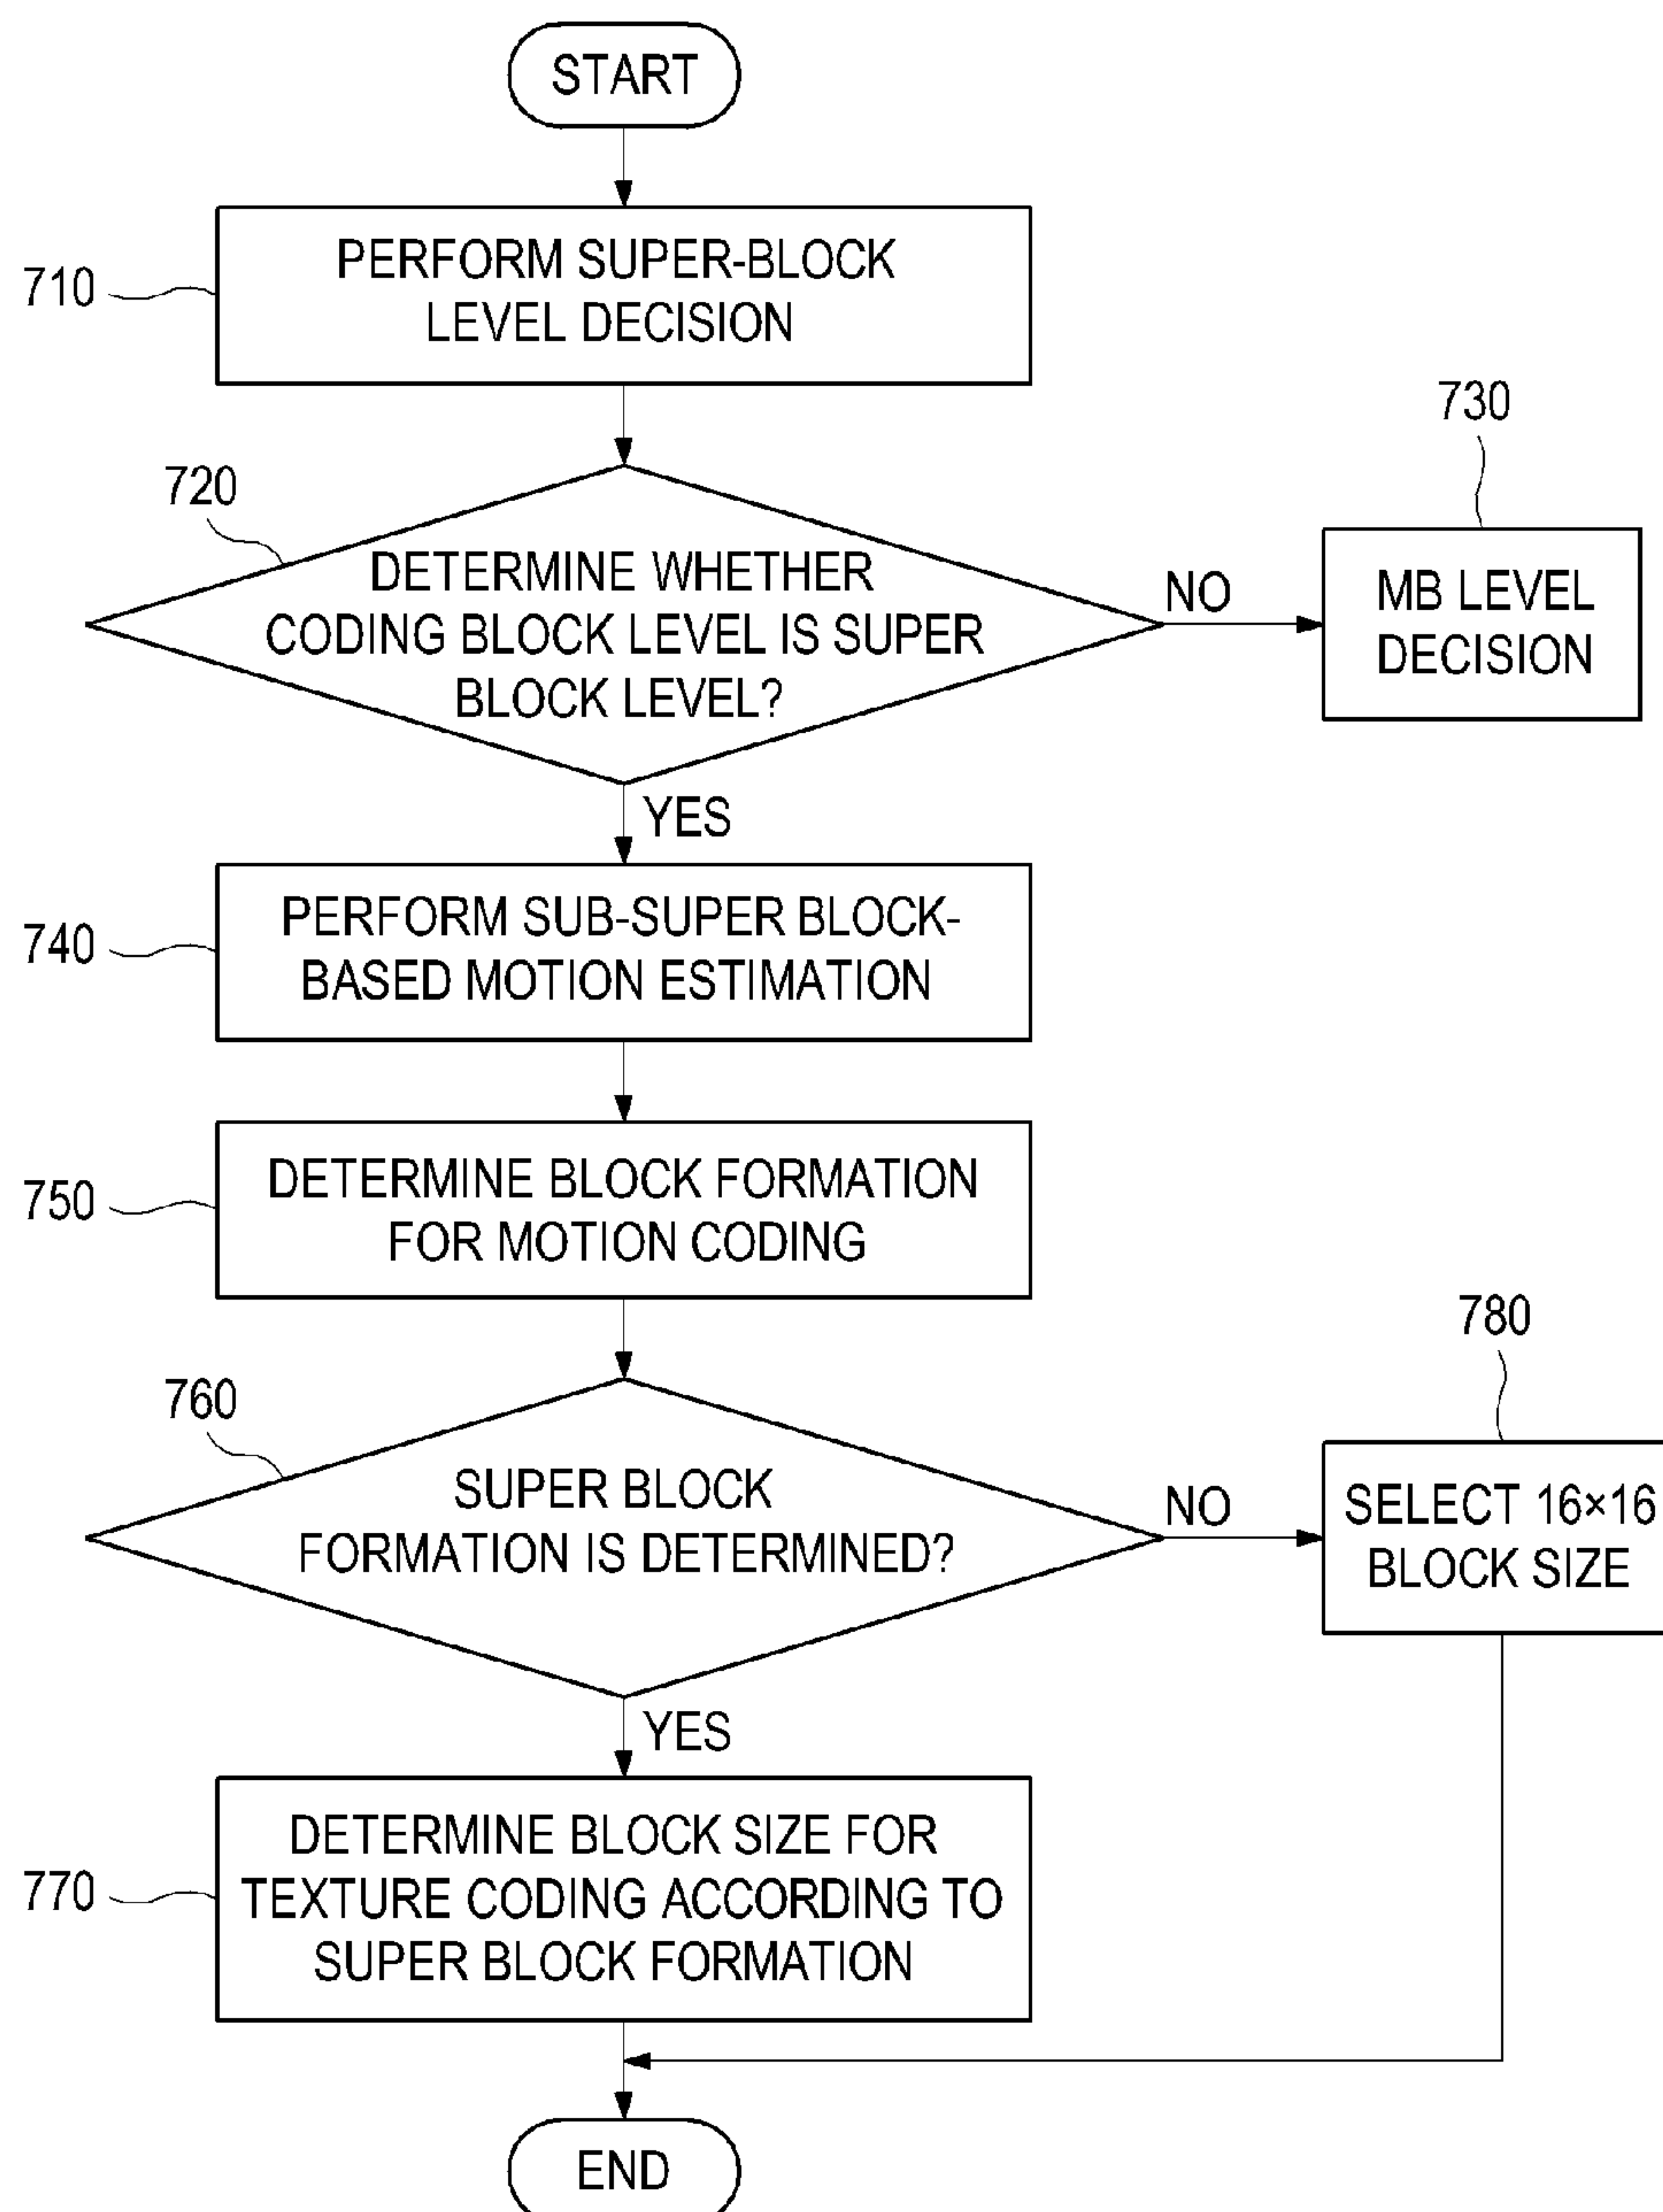 START
710
PERFORM SUPER-BLOCK
LEVEL DECISION
730
720
DETERMINE WHETHER
CODING BLOCK LEVEL IS SUPER
BLOCK LEVEL?
NO
MB LEVEL
DECISION
YES
740
PERFORM SUB-SUPER BLOCK-
BASED MOTION ESTIMATION
750
DETERMINE BLOCK FORMATION
FOR MOTION CODING
780
760
SUPER BLOCK
FORMATION IS DETERMINED?
NO
SELECT 16×16
BLOCK SIZE
YES
770
DETERMINE BLOCK SIZE FOR
TEXTURE CODING ACCORDING TO
SUPER BLOCK FORMATION
END